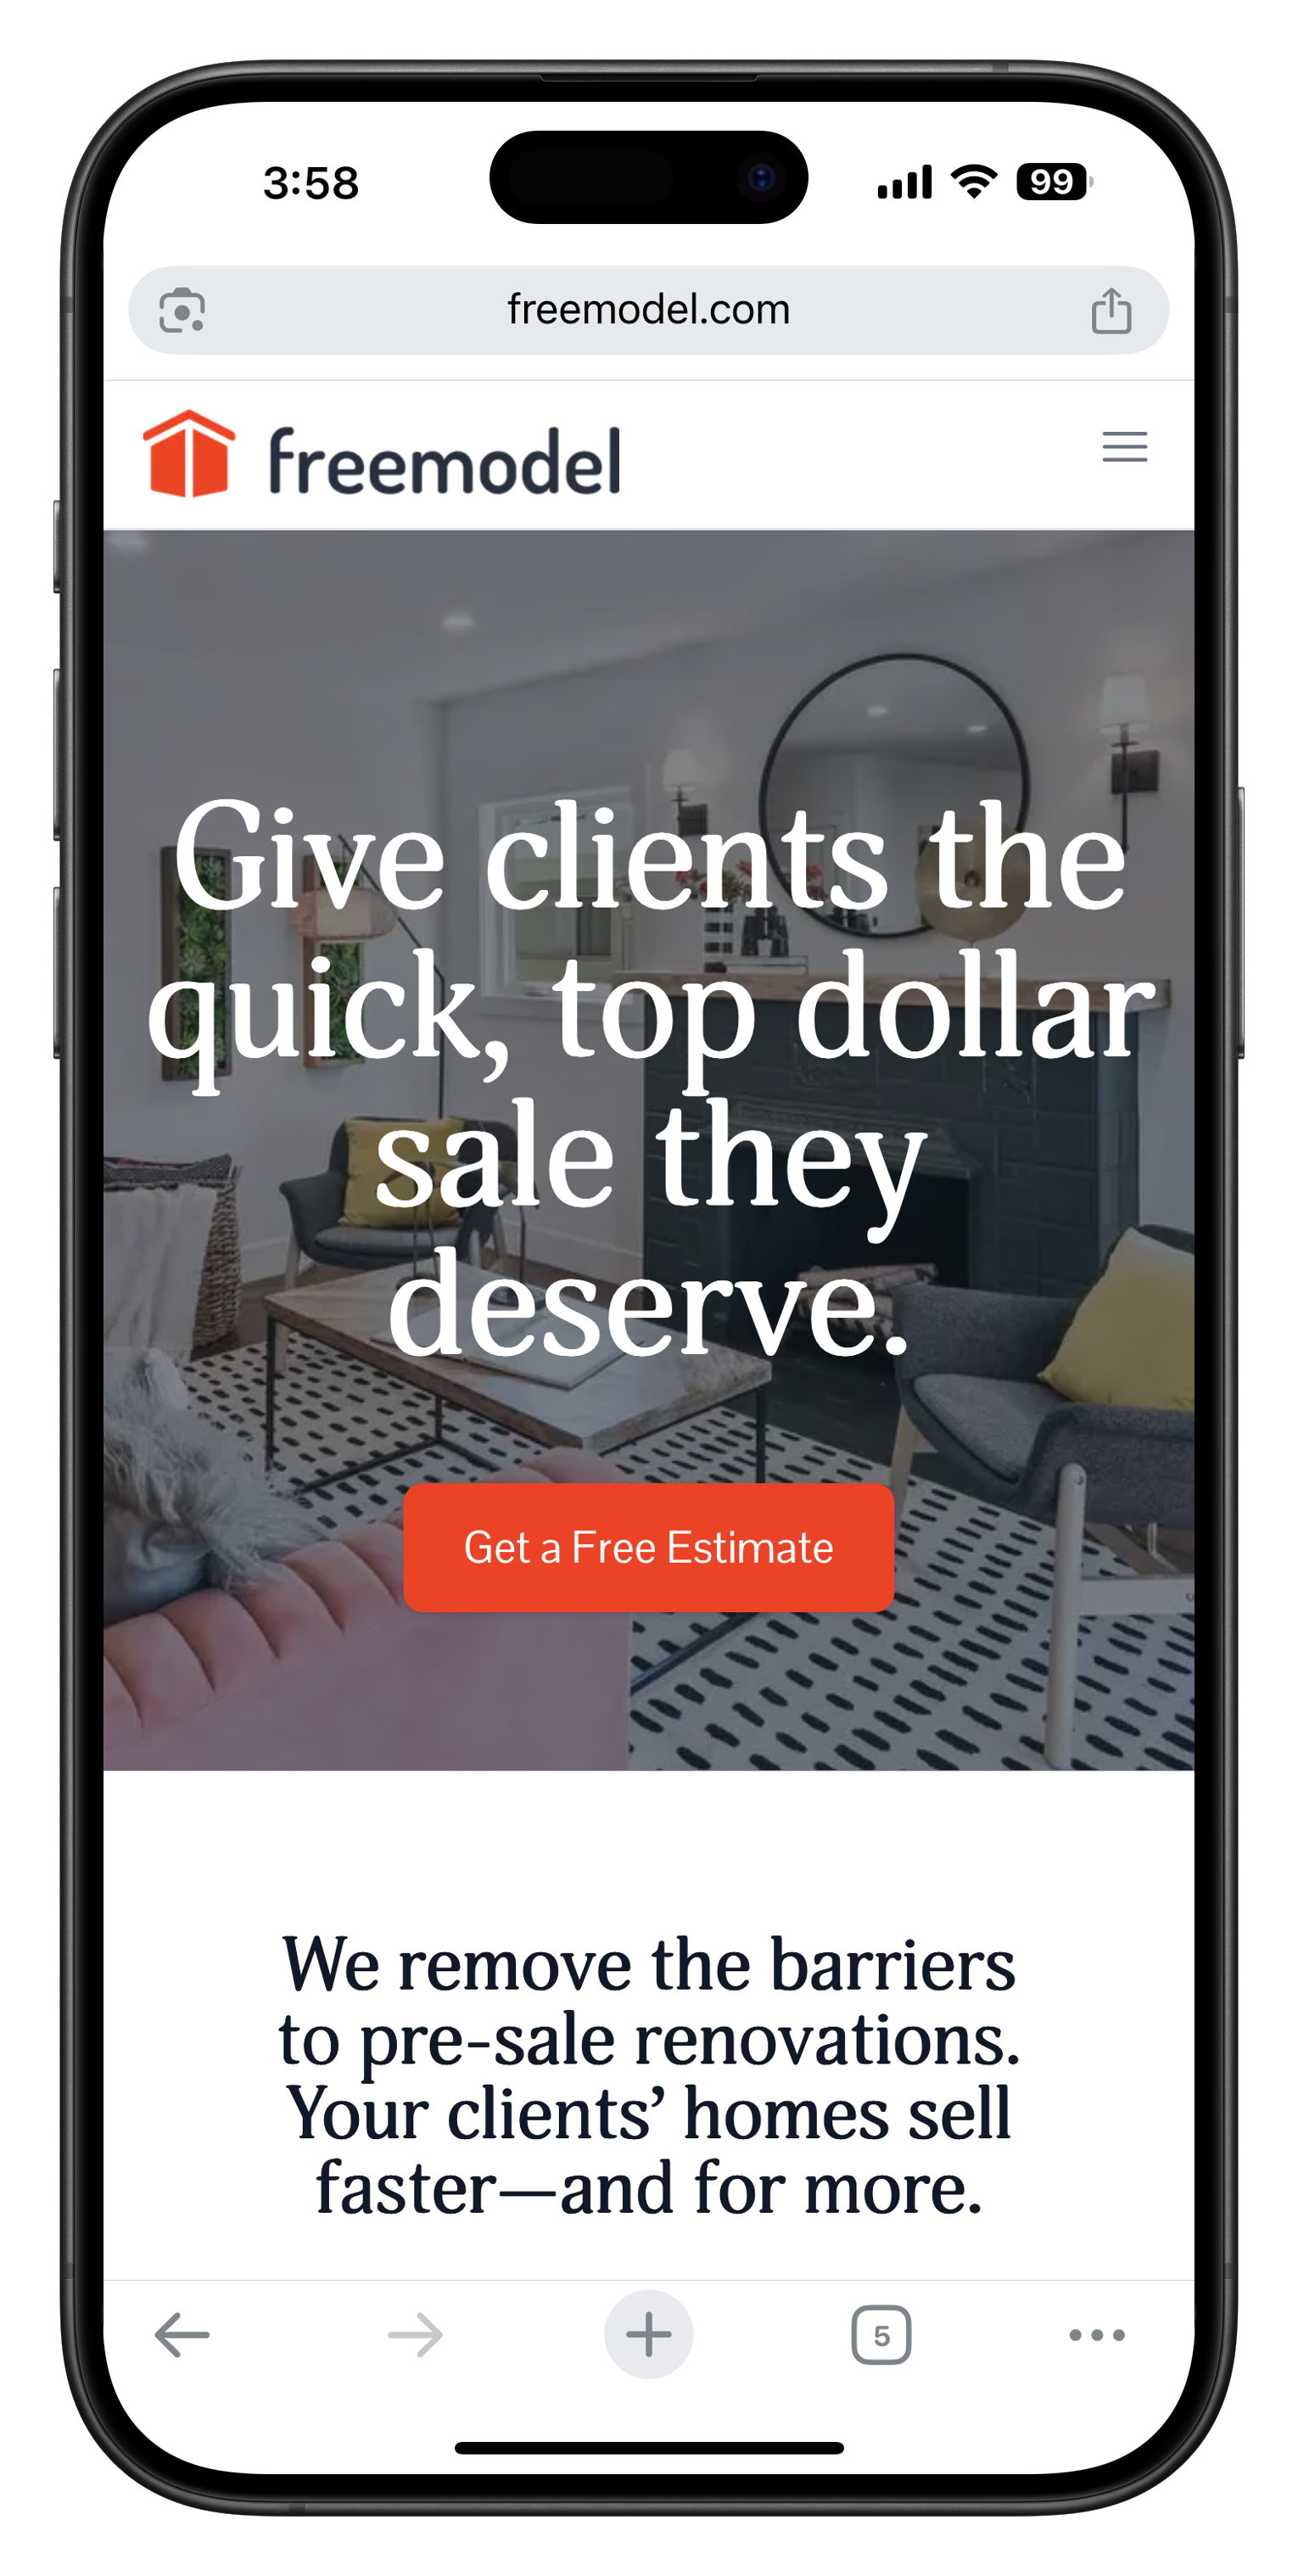 3:58
99
freemodel.com
freemodel
Give clients the
quick, top dollar
sale they
deserve.
Get a Free Estimate
We remove the barriers
to pre-sale renovations.
Your clients’ homes sell
faster—and for more.
5